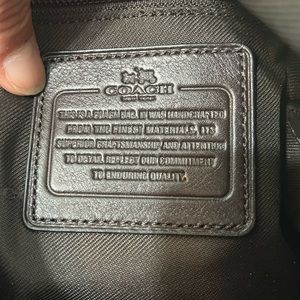 COACH
THIS IS A COACH BAG. IT WAS HANDCRAFTED
FROM THE FINEST MATERIALS. ITS
SUPERIOR CRAFTSMANSHIP AND ATTENTION
TO DETAIL REFLECT OUR COMMITMENT
TO ENDURING QUALITY.